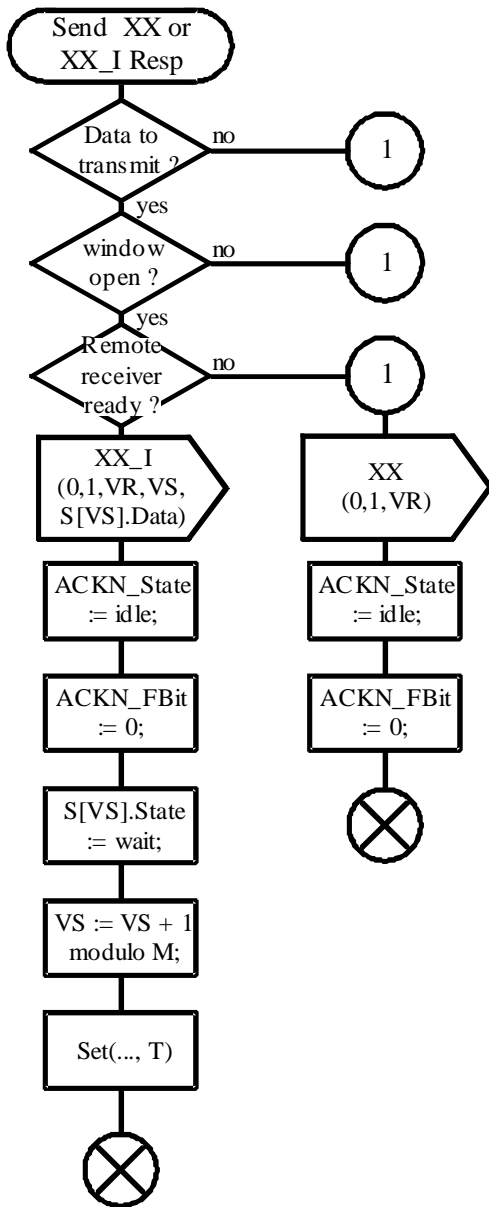 Send XX or
XX_I Resp
Data to
transmit ?
no
1
yes
window
open ?
no
1
yes
Remote
receiver
ready ?
no
1
XX_I
(0,1,VR,VS,
S[VS].Data)
XX
(0,1,VR)
ACKN_State
:= idle;
ACKN_State
:= idle;
ACKN_FBit
:= 0;
ACKN_FBit
:= 0;
S[VS].State
:= wait;
VS := VS + 1
modulo M;
Set(..., T)